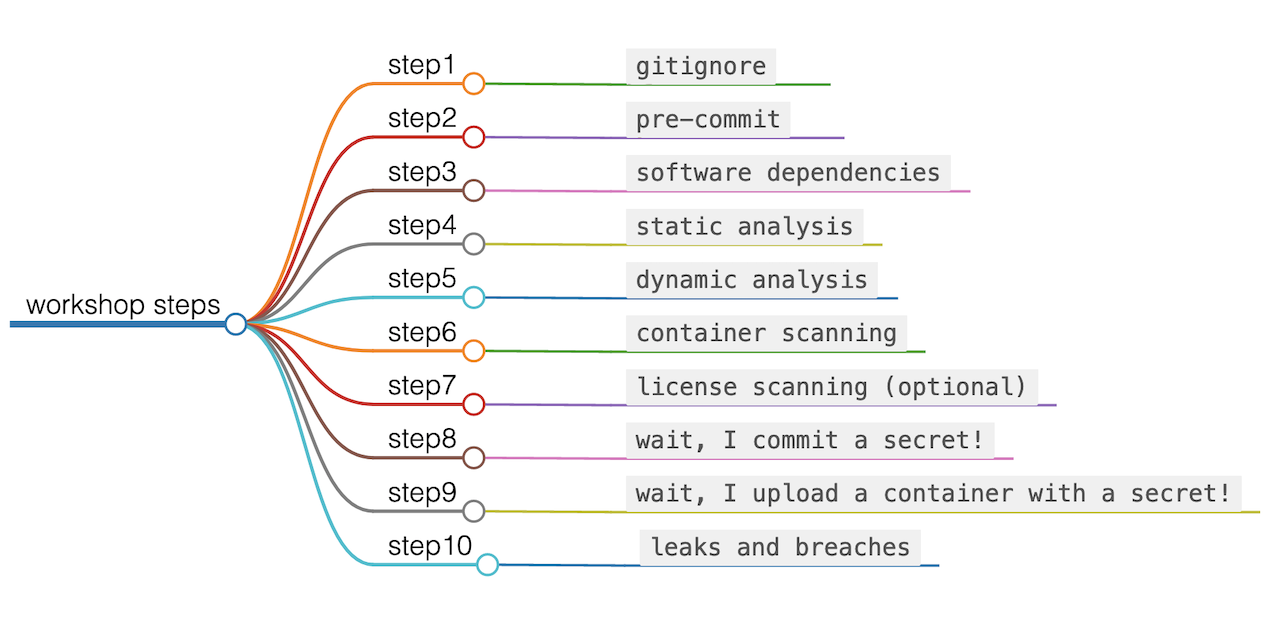 step1 gitignore
step2 pre-commit
step3 software dependencies
step4 static analysis
step5 dynamic analysis
workshop steps
step6 container scanning
step7 license scanning (optional)
step8 wait, I commit a secret!
step9 wait, I upload a container with a secret!
step10 leaks and breaches